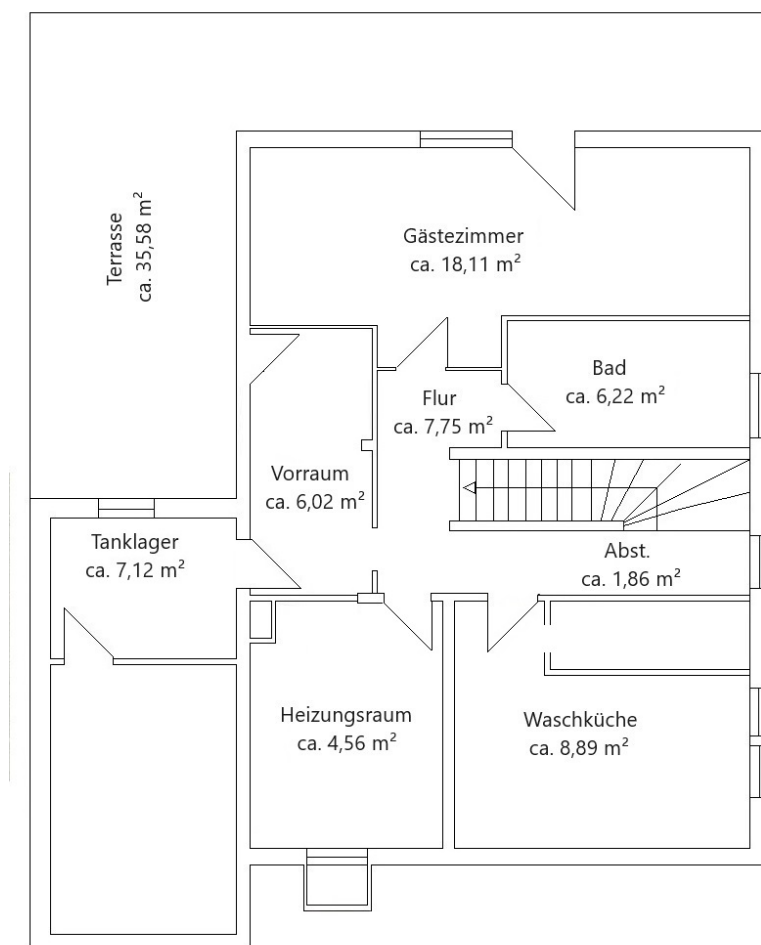 Terrasse
ca. 35,58 m²
Gästezimmer
ca. 18,11 m²
Bad
ca. 6,22 m²
Flur
ca. 7,75 m²
Vorraum
ca. 6,02 m²
Tanklager
ca. 7,12 m²
Abst.
ca. 1,86 m²
Heizungsraum
ca. 4,56 m²
Waschküche
ca. 8,89 m²